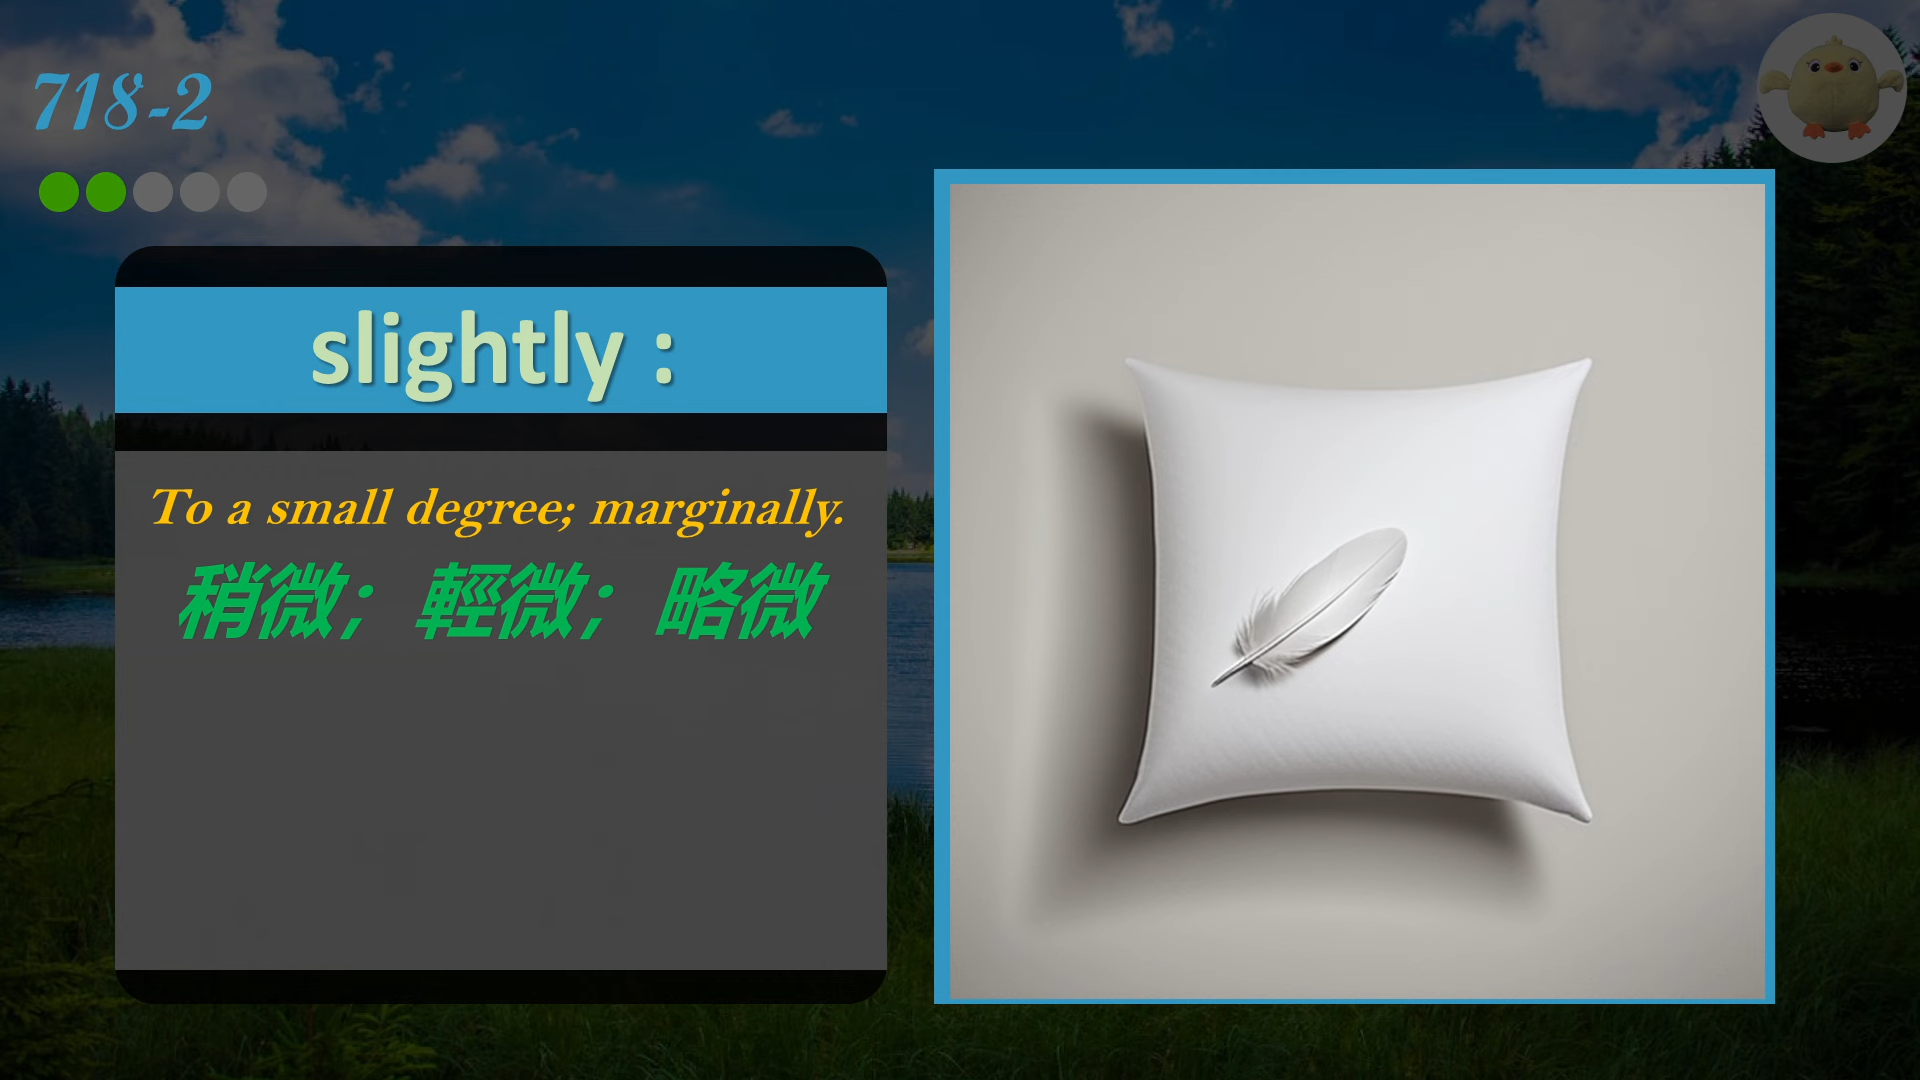 718-2
slightly :
To a small degree; marginally.
稍微；輕微；略微